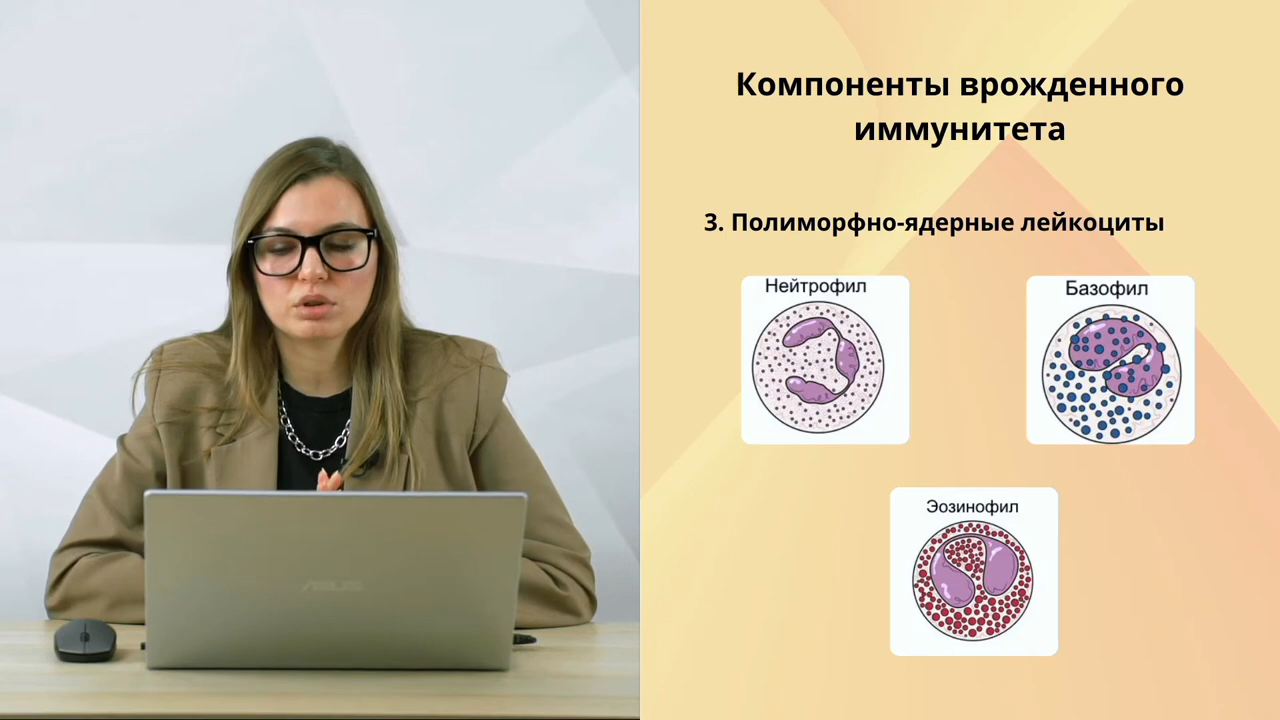 Компоненты врожденного
иммунитета
3. Полиморфно-ядерные лейкоциты
Нейтрофил
Базофил
Эозинофил
ASUS